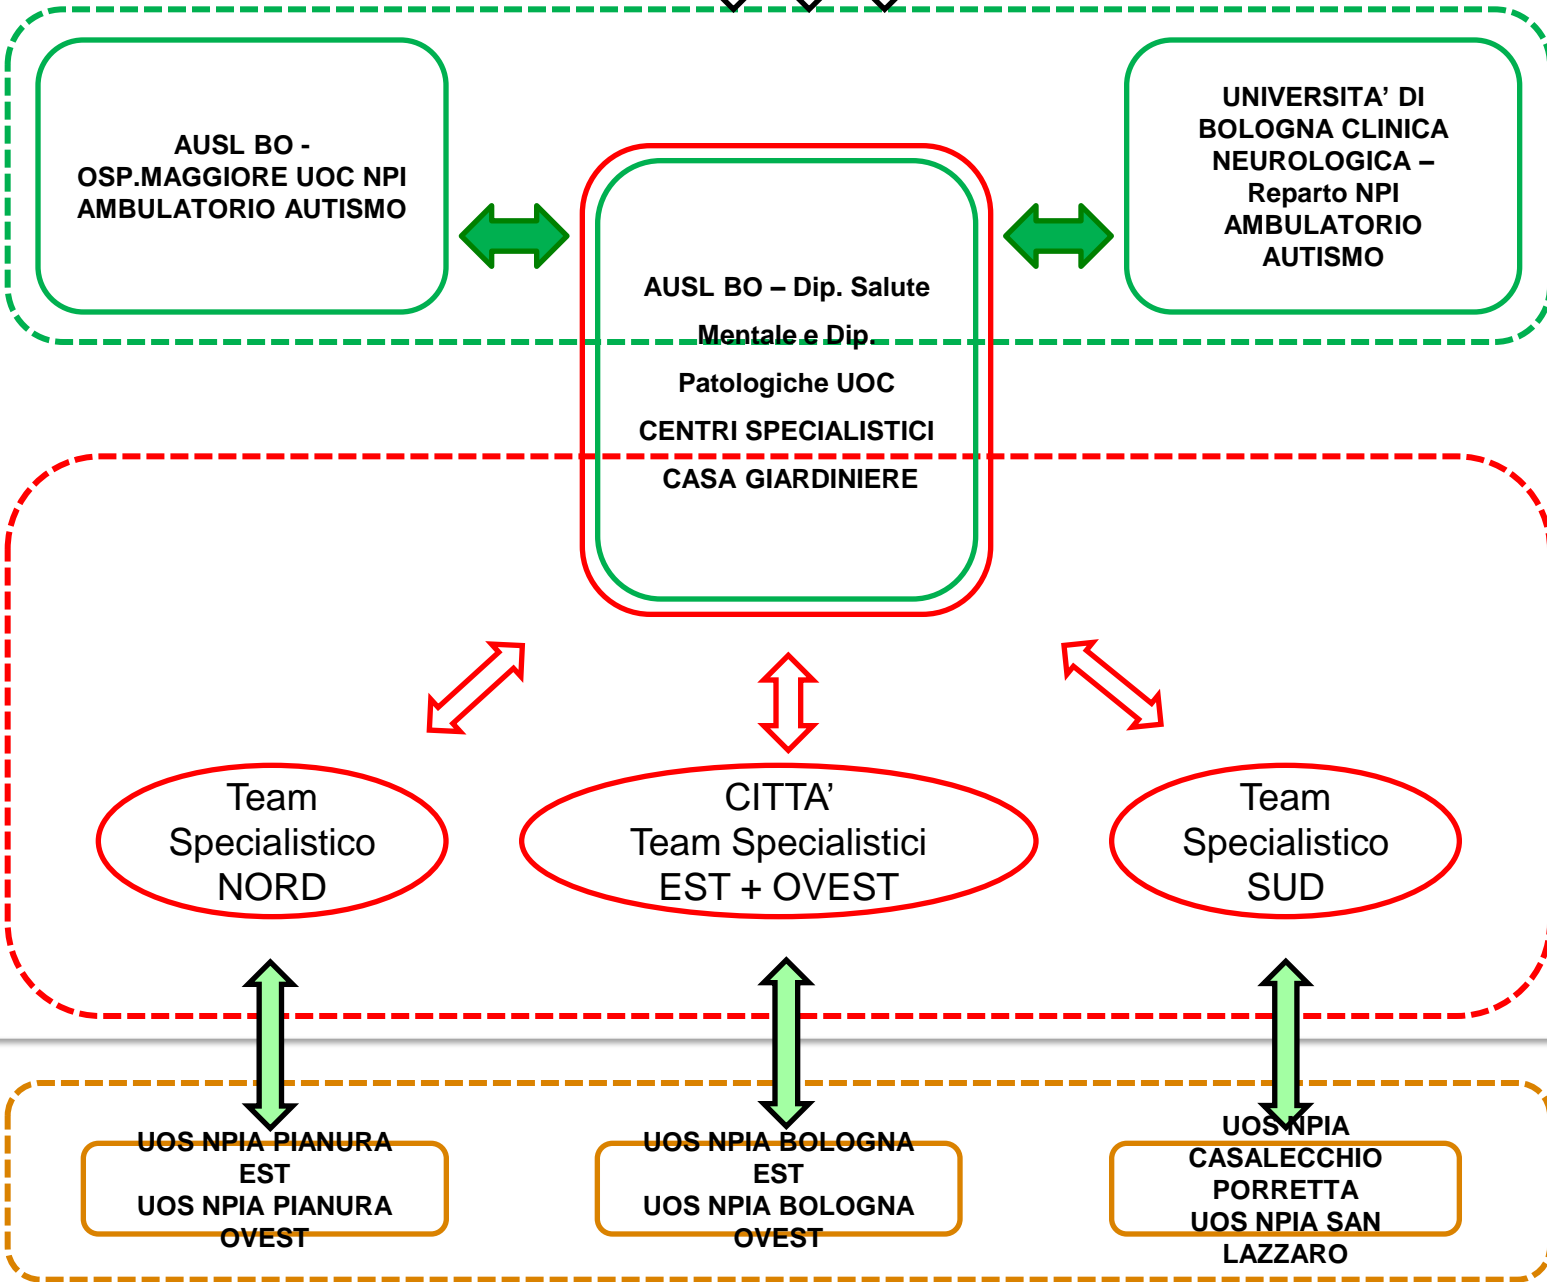 AUSL BO -
OSP.MAGGIORE UOC NPI
AMBULATORIO AUTISMO
UNIVERSITA’ DI
BOLOGNA CLINICA
NEUROLOGICA –
Reparto NPI
AMBULATORIO
AUTISMO
AUSL BO – Dip. Salute
Mentale e Dip.
Patologiche UOC
CENTRI SPECIALISTICI
CASA GIARDINIERE
Team
Specialistico
NORD
CITTA’
Team Specialistici
EST + OVEST
Team
Specialistico
SUD
UOS NPIA PIANURA
EST
UOS NPIA PIANURA
OVEST
UOS NPIA BOLOGNA
EST
UOS NPIA BOLOGNA
OVEST
UOS NPIA
CASALECCHIO
PORRETTA
UOS NPIA SAN
LAZZARO